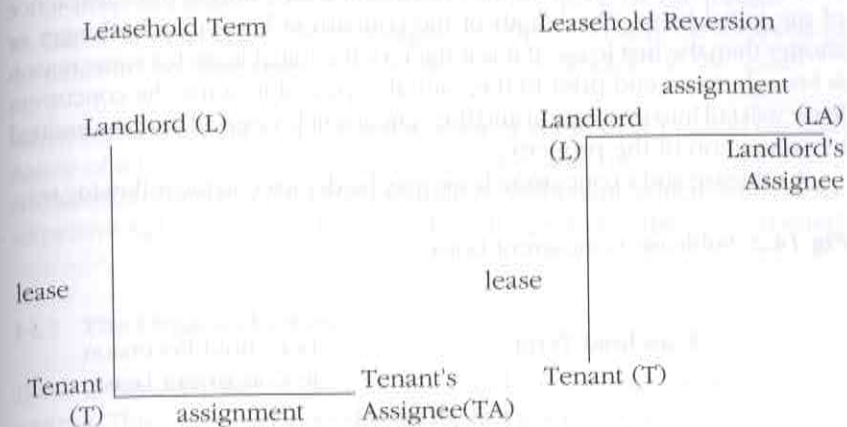 Leasehold Term
Landlord (L)
lease
Tenant
(T)
assignment
Tenant's
Assignee(TA)
Leasehold Reversion
assignment
Landlord (LA)
(L) Landlord's
Assignee
lease
Tenant (T)